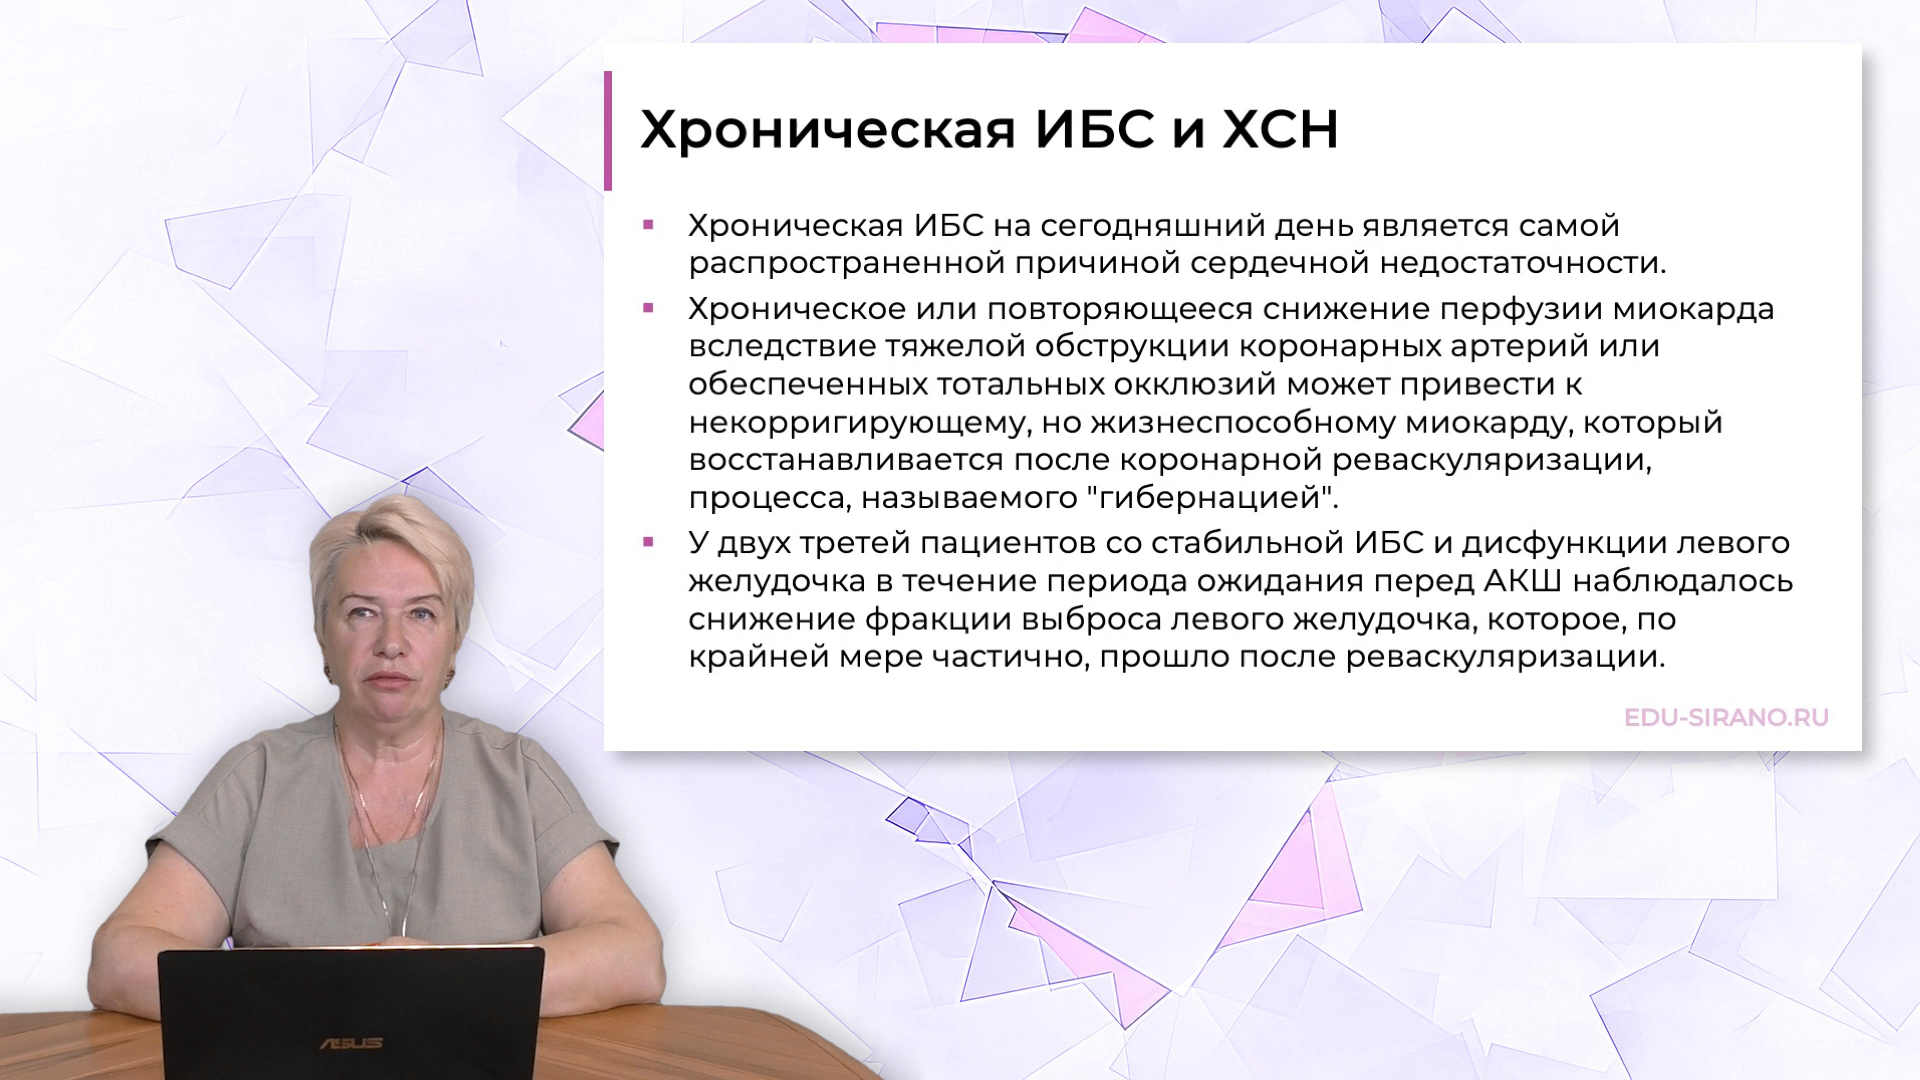 Хроническая ИБС и ХСН
▪ Хроническая ИБС на сегодняшний день является самой
распространенной причиной сердечной недостаточности.
▪ Хроническое или повторяющееся снижение перфузии миокарда
вследствие тяжелой обструкции коронарных артерий или
обеспеченных тотальных окклюзий может привести к
некорригирующему, но жизнеспособному миокарду, который
восстанавливается после коронарной реваскуляризации,
процесса, называемого "гибернацией".
▪ У двух третей пациентов со стабильной ИБС и дисфункции левого
желудочка в течение периода ожидания перед АКШ наблюдалось
снижение фракции выброса левого желудочка, которое, по
крайней мере частично, прошло после реваскуляризации.
EDU-SIRANO.RU
ASUS